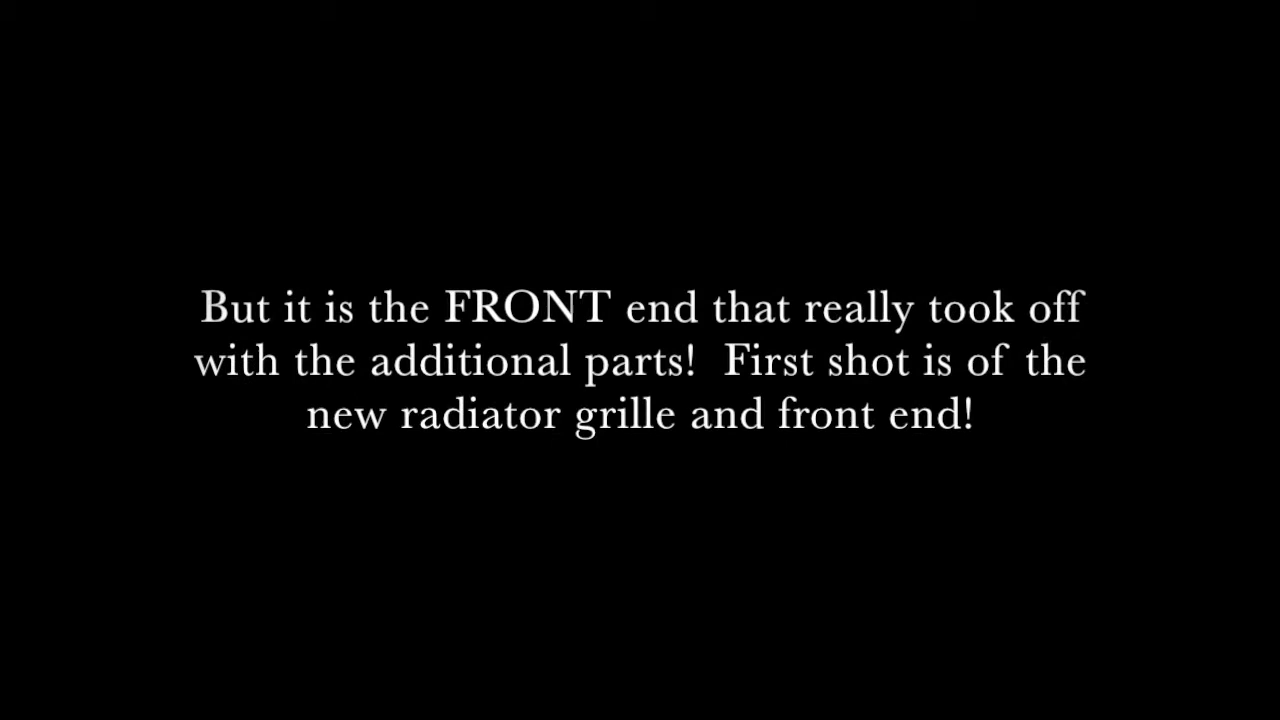 But it is the FRONT end that really took off
with the additional parts!  First shot is of the
new radiator grille and front end!